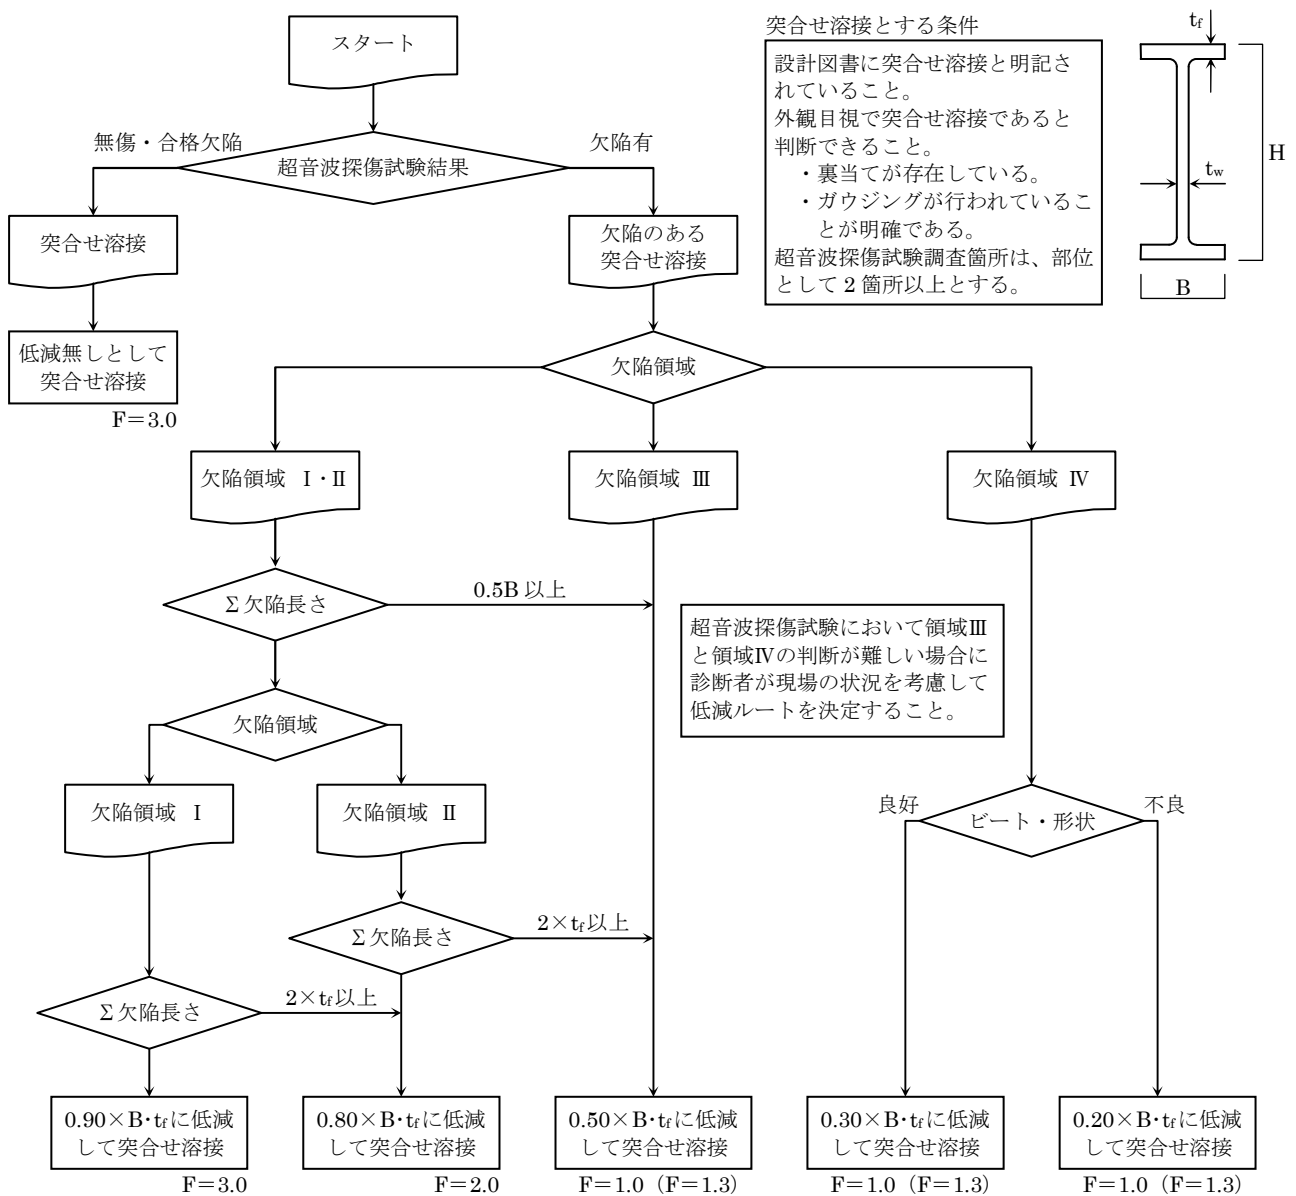 スタート
突合せ溶接とする条件
設計図書に突合せ溶接と明記さ
れていること。
外観目視で突合せ溶接であると
判断できること。
・裏当てが存在している。
・ガウジングが行われているこ
とが明確である。
超音波探傷試験調査箇所は、部位
として 2 箇所以上とする。
tf
H
tw
B
無傷・合格欠陥
超音波探傷試験結果
欠陥有
突合せ溶接
欠陥のある
突合せ溶接
低減無しとして
突合せ溶接
F＝3.0
欠陥領域
欠陥領域 Ⅰ・Ⅱ
欠陥領域 Ⅲ
欠陥領域 Ⅳ
Σ欠陥長さ
0.5B 以上
超音波探傷試験において領域Ⅲ
と領域Ⅳの判断が難しい場合に
診断者が現場の状況を考慮して
低減ルートを決定すること。
欠陥領域
欠陥領域 Ⅰ
欠陥領域 Ⅱ
良好
ビート・形状
不良
Σ欠陥長さ
2×tf以上
Σ欠陥長さ
2×tf以上
0.90×B･tfに低減
して突合せ溶接
F＝3.0
0.80×B･tfに低減
して突合せ溶接
F＝2.0
0.50×B･tfに低減
して突合せ溶接
F＝1.0（F＝1.3）
0.30×B･tfに低減
して突合せ溶接
F＝1.0（F＝1.3）
0.20×B･tfに低減
して突合せ溶接
F＝1.0（F＝1.3）